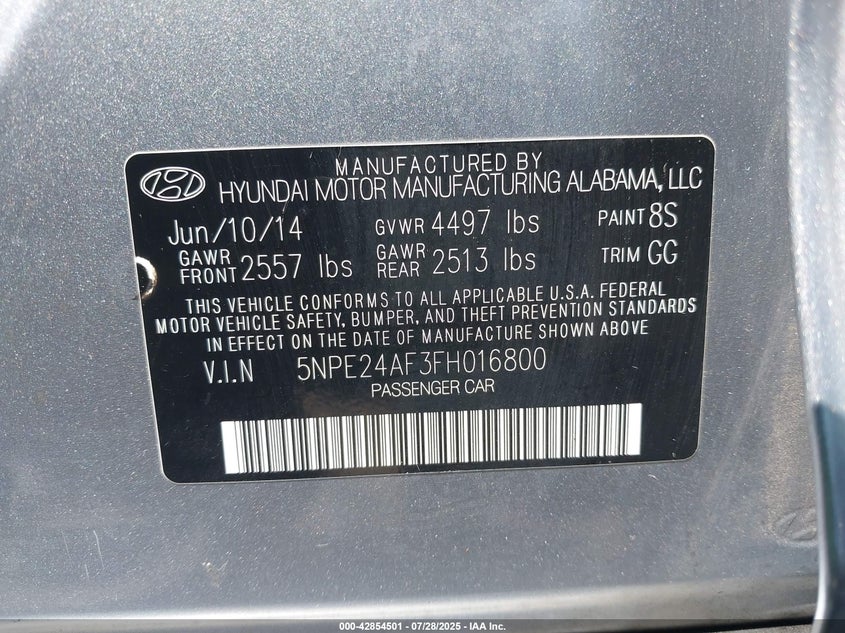 MANUFACTURED BY
HYUNDAI MOTOR MANUFACTURING ALABAMA, LLC
Jun/10/14 GVWR 4497 lbs PAINT 8S
GAWR FRONT 2557 lbs GAWR REAR 2513 lbs TRIM GG
THIS VEHICLE CONFORMS TO ALL APPLICABLE U.S.A. FEDERAL
MOTOR VEHICLE SAFETY, BUMPER, AND THEFT PREVENTION STANDARDS
IN EFFECT ON THE DATE OF MANUFACTURE SHOWN ABOVE
V.I.N 5NPE24AF3FH016800
PASSENGER CAR
000-42854501 - 07/28/2025 - IAA Inc.